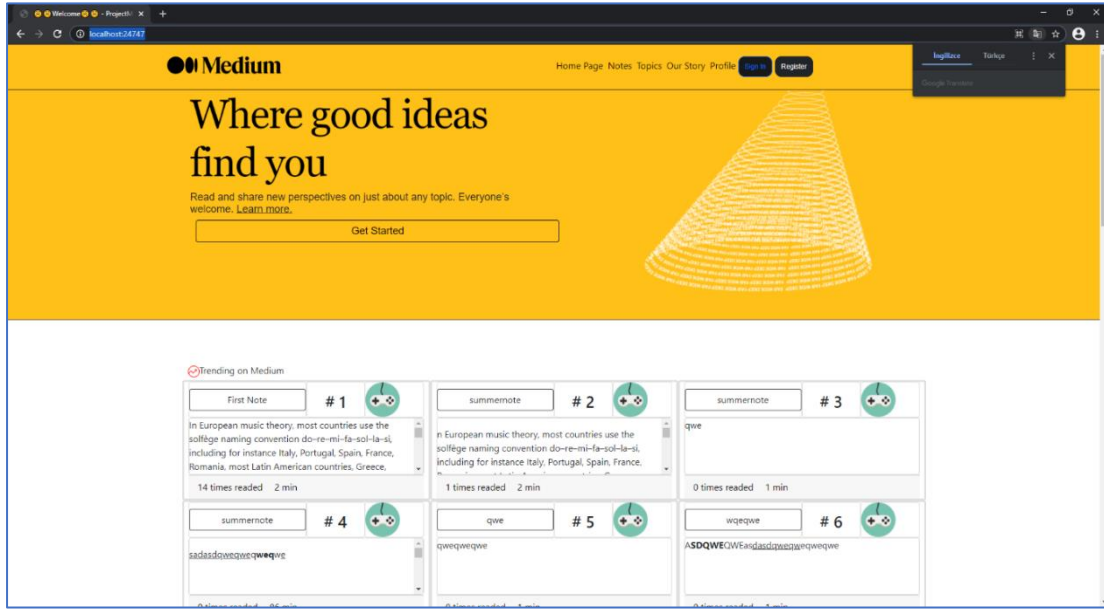 Welcome - Project
localhost:24747
İngilizce Türkçe
Google Translate
Medium
Home Page Notes Topics Our Story Profile Sign In Register
Where good ideas
find you
Read and share new perspectives on just about any topic. Everyone's
welcome. Learn more.
Get Started
Trending on Medium
First Note # 1
In European music theory, most countries use the
solfège naming convention do–re–mi–fa–sol–la–si,
including for instance Italy, Portugal, Spain, France,
Romania, most Latin American countries, Greece,
14 times readed 2 min
summernote # 2
n European music theory, most countries use the
solfège naming convention do–re–mi–fa–sol–la–si,
including for instance Italy, Portugal, Spain, France,
1 times readed 2 min
summernote # 3
qwe
0 times readed 1 min
summernote # 4
sadasdqweqweqweqwe
qwe # 5
qweqweqwe
wqeqwe # 6
ASDQWEQWEasdasdqweqweqweqwe